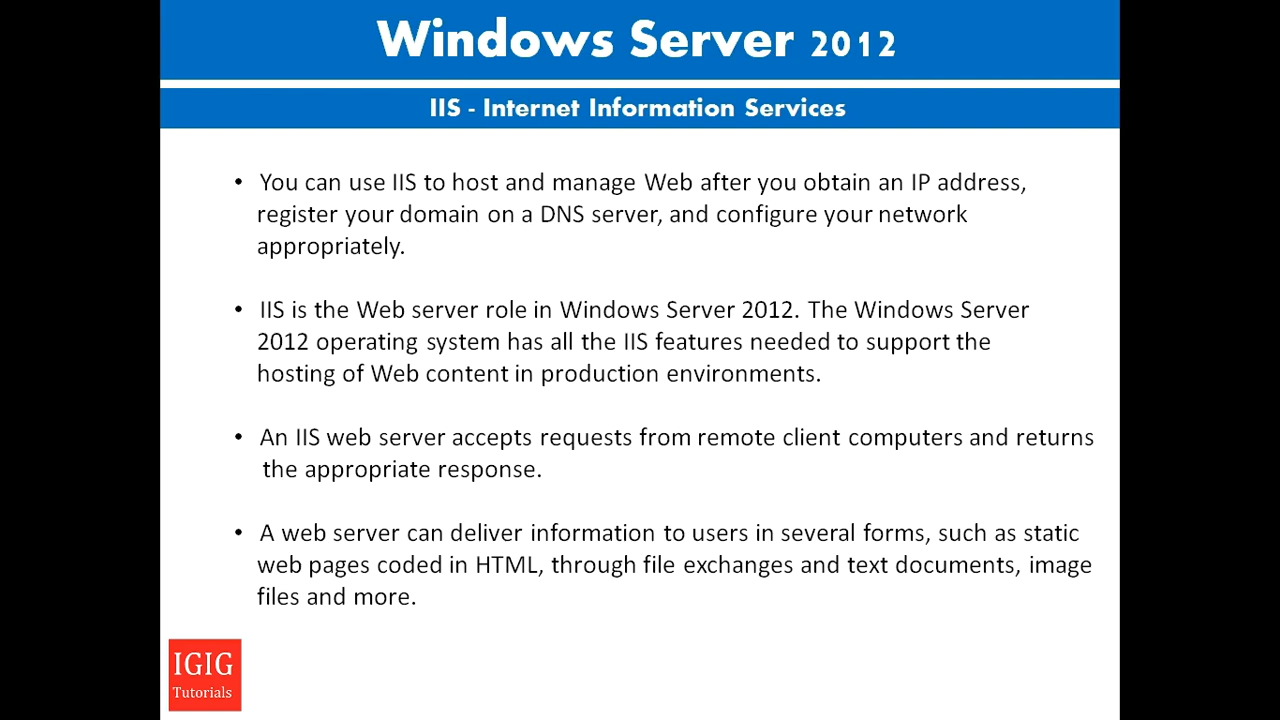 Windows Server 2012
IIS - Internet Information Services
• You can use IIS to host and manage Web after you obtain an IP address,
register your domain on a DNS server, and configure your network
appropriately.
• IIS is the Web server role in Windows Server 2012. The Windows Server
2012 operating system has all the IIS features needed to support the
hosting of Web content in production environments.
• An IIS web server accepts requests from remote client computers and returns
the appropriate response.
• A web server can deliver information to users in several forms, such as static
web pages coded in HTML, through file exchanges and text documents, image
files and more.
IGIG
Tutorials